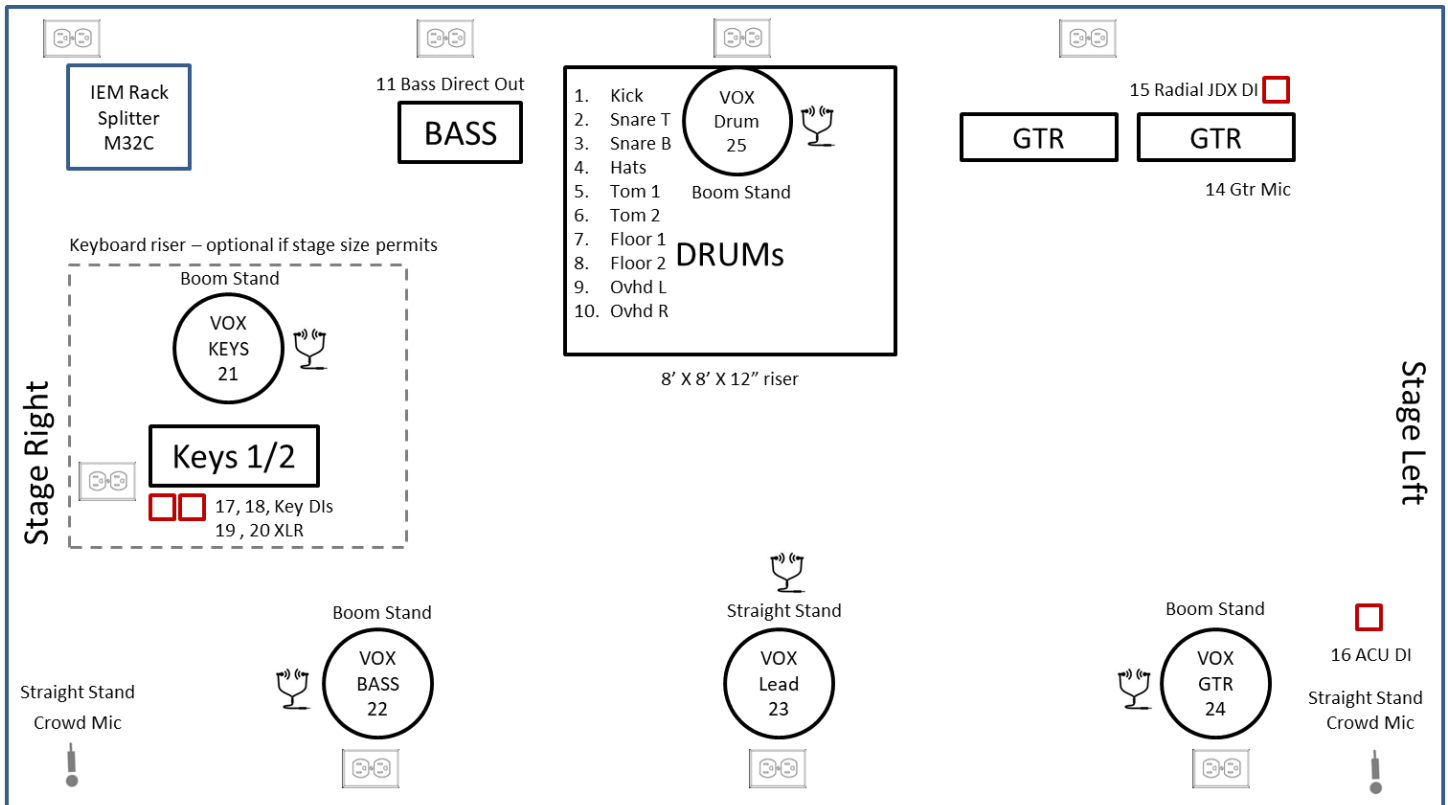 IEM Rack
Splitter
M32C
11 Bass Direct Out
BASS
1. Kick
2. Snare T
3. Snare B
4. Hats
5. Tom 1
6. Tom 2
7. Floor 1
8. Floor 2
9. Ovhd L
10. Ovhd R
VOX
Drum
25
Boom Stand
DRUMs
8’ X 8’ X 12” riser
15 Radial JDX DI
GTR
GTR
14 Gtr Mic
Keyboard riser – optional if stage size permits
Boom Stand
VOX
KEYS
21
Keys 1/2
17, 18, Key DIs
19 , 20 XLR
Stage Right
Stage Left
Boom Stand
VOX
BASS
22
Straight Stand
VOX
Lead
23
Boom Stand
VOX
GTR
24
16 ACU DI
Straight Stand
Crowd Mic
Straight Stand
Crowd Mic